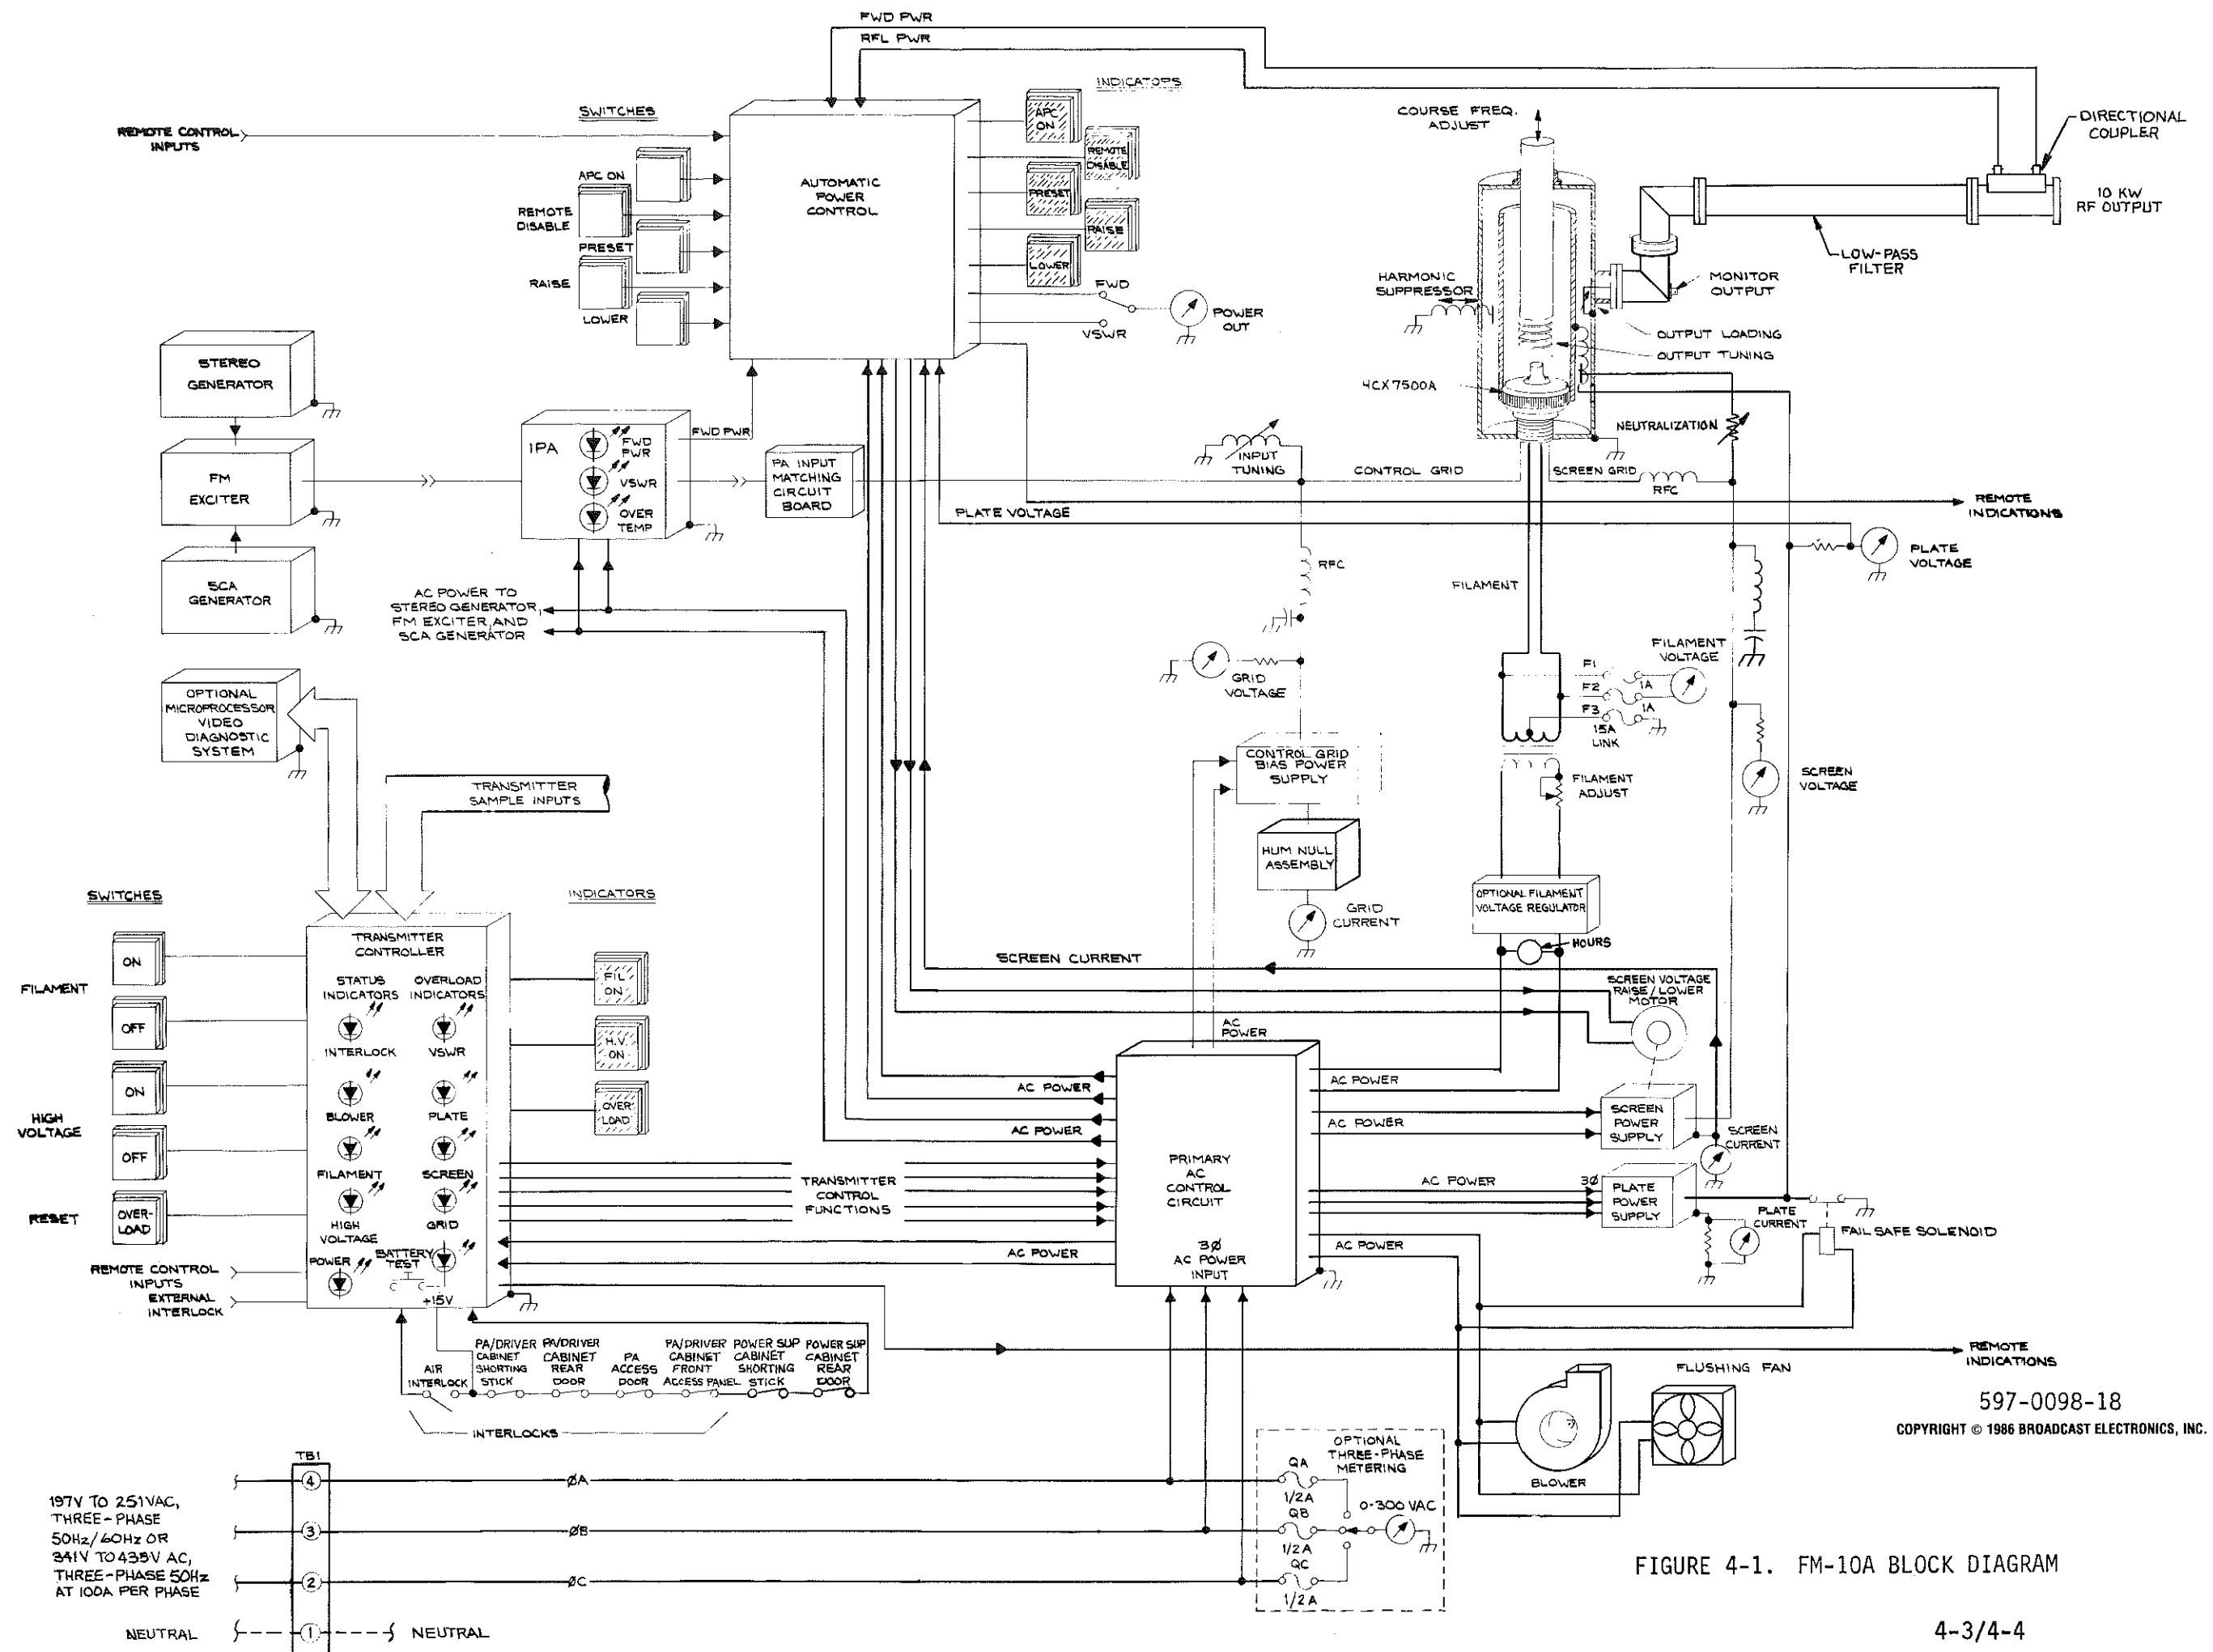 FWD PWR
RFL PWR
INDICATORS
SWITCHES
REMOTE CONTROL
INPUTS
APC ON
REMOTE
DISABLE
PRESET
RAISE
LOWER
AUTOMATIC
POWER
CONTROL
APC
ON
REMOTE
DISABLE
PRESET
RAISE
LOWER
FWD
VSWR
POWER
OUT
COURSE FREQ.
ADJUST
DIRECTIONAL
COUPLER
10 KW
RF OUTPUT
LOW-PASS
FILTER
HARMONIC
SUPPRESSOR
MONITOR
OUTPUT
OUTPUT LOADING
OUTPUT TUNING
4CX7500A
NEUTRALIZATION
STEREO
GENERATOR
FM
EXCITER
SCA
GENERATOR
IPA
FWD
PWR
VSWR
OVER
TEMP
FWD PWR
PA INPUT
MATCHING
CIRCUIT
BOARD
INPUT
TUNING
CONTROL GRID
SCREEN GRID
RFC
REMOTE
INDICATIONS
PLATE VOLTAGE
PLATE
VOLTAGE
RFC
FILAMENT
AC POWER TO
STEREO GENERATOR,
FM EXCITER, AND
SCA GENERATOR
GRID
VOLTAGE
FILAMENT
VOLTAGE
F1
1A
F2
1A
F3
15A
LINK
OPTIONAL
MICROPROCESSOR
VIDEO
DIAGNOSTIC
SYSTEM
TRANSMITTER
SAMPLE INPUTS
CONTROL GRID
BIAS POWER
SUPPLY
FILAMENT
ADJUST
SCREEN
VOLTAGE
HUM NULL
ASSEMBLY
GRID
CURRENT
OPTIONAL FILAMENT
VOLTAGE REGULATOR
HOURS
SWITCHES
INDICATORS
FILAMENT
ON
OFF
HIGH
VOLTAGE
ON
OFF
RESET
OVER-
LOAD
REMOTE CONTROL
INPUTS
EXTERNAL
INTERLOCK
TRANSMITTER
CONTROLLER
STATUS
INDICATORS
OVERLOAD
INDICATORS
INTERLOCK
VSWR
BLOWER
PLATE
FILAMENT
SCREEN
HIGH
VOLTAGE
GRID
POWER
BATTERY
TEST
+15V
FIL
ON
H.V.
ON
OVER
LOAD
SCREEN CURRENT
SCREEN VOLTAGE
RAISE/LOWER
MOTOR
AC
POWER
AC POWER
AC POWER
AC POWER
AC POWER
SCREEN
POWER
SUPPLY
SCREEN
CURRENT
TRANSMITTER
CONTROL
FUNCTIONS
PRIMARY
AC
CONTROL
CIRCUIT
3Ø
AC POWER
INPUT
AC POWER
3Ø
PLATE
POWER
SUPPLY
PLATE
CURRENT
FAIL SAFE SOLENOID
AC POWER
AC POWER
AIR
INTERLOCK
PA/DRIVER
CABINET
SHORTING
STICK
PA/DRIVER
CABINET
REAR
DOOR
PA
ACCESS
DOOR
PA/DRIVER
CABINET
FRONT
ACCESS PANEL
POWER SUP
CABINET
SHORTING
STICK
POWER SUP
CABINET
REAR
DOOR
INTERLOCKS
REMOTE
INDICATIONS
FLUSHING FAN
BLOWER
597-0098-18
COPYRIGHT © 1986 BROADCAST ELECTRONICS, INC.
TB1
4
3
2
1
ØA
ØB
ØC
197V TO 251VAC,
THREE-PHASE
50Hz/60Hz OR
341V TO 435V AC,
THREE-PHASE 50Hz
AT 100A PER PHASE
NEUTRAL
NEUTRAL
OPTIONAL
THREE-PHASE
METERING
QA
1/2A
QB
1/2A
QC
1/2A
0-300 VAC
FIGURE 4-1. FM-10A BLOCK DIAGRAM
4-3/4-4